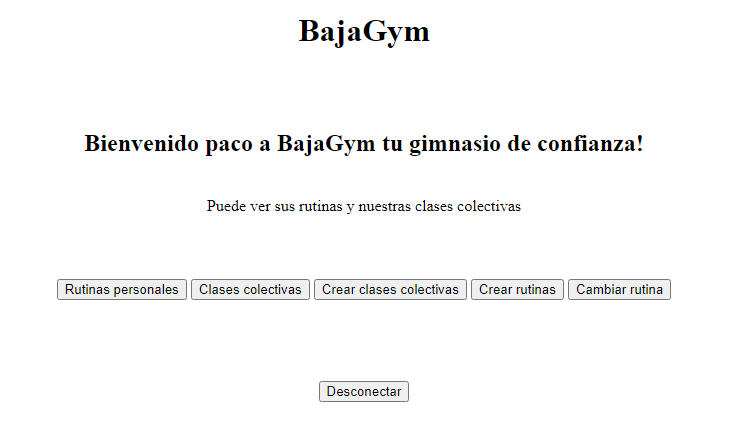 BajaGym
Bienvenido paco a BajaGym tu gimnasio de confianza!
Puede ver sus rutinas y nuestras clases colectivas
Rutinas personales Clases colectivas Crear clases colectivas Crear rutinas Cambiar rutina
Desconectar